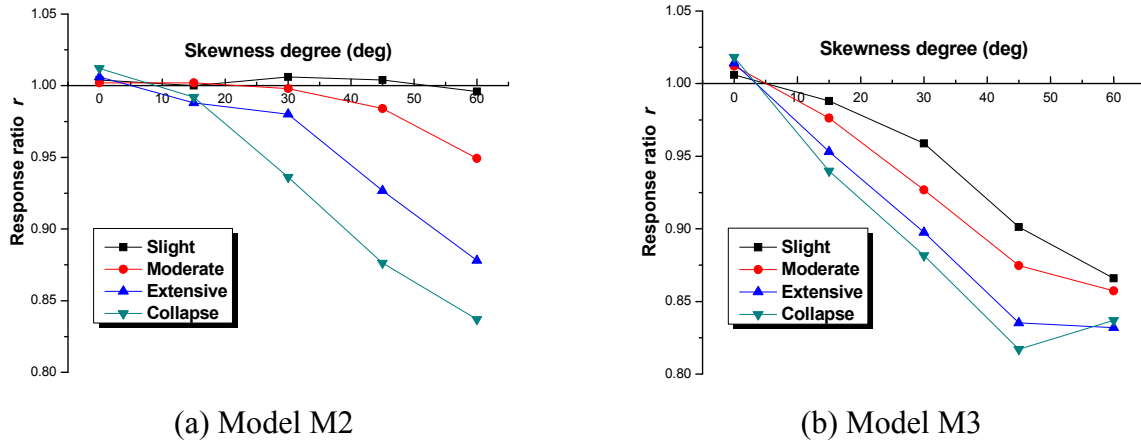 1.05
Skewness degree (deg)
1.00
0 10 20 30 40 50 60
0.95
0.90
0.85
0.80
Response ratio r
Slight
Moderate
Extensive
Collapse
(a) Model M2
1.05
Skewness degree (deg)
1.00
0 10 20 30 40 50 60
0.95
0.90
0.85
0.80
Response ratio r
Slight
Moderate
Extensive
Collapse
(b) Model M3